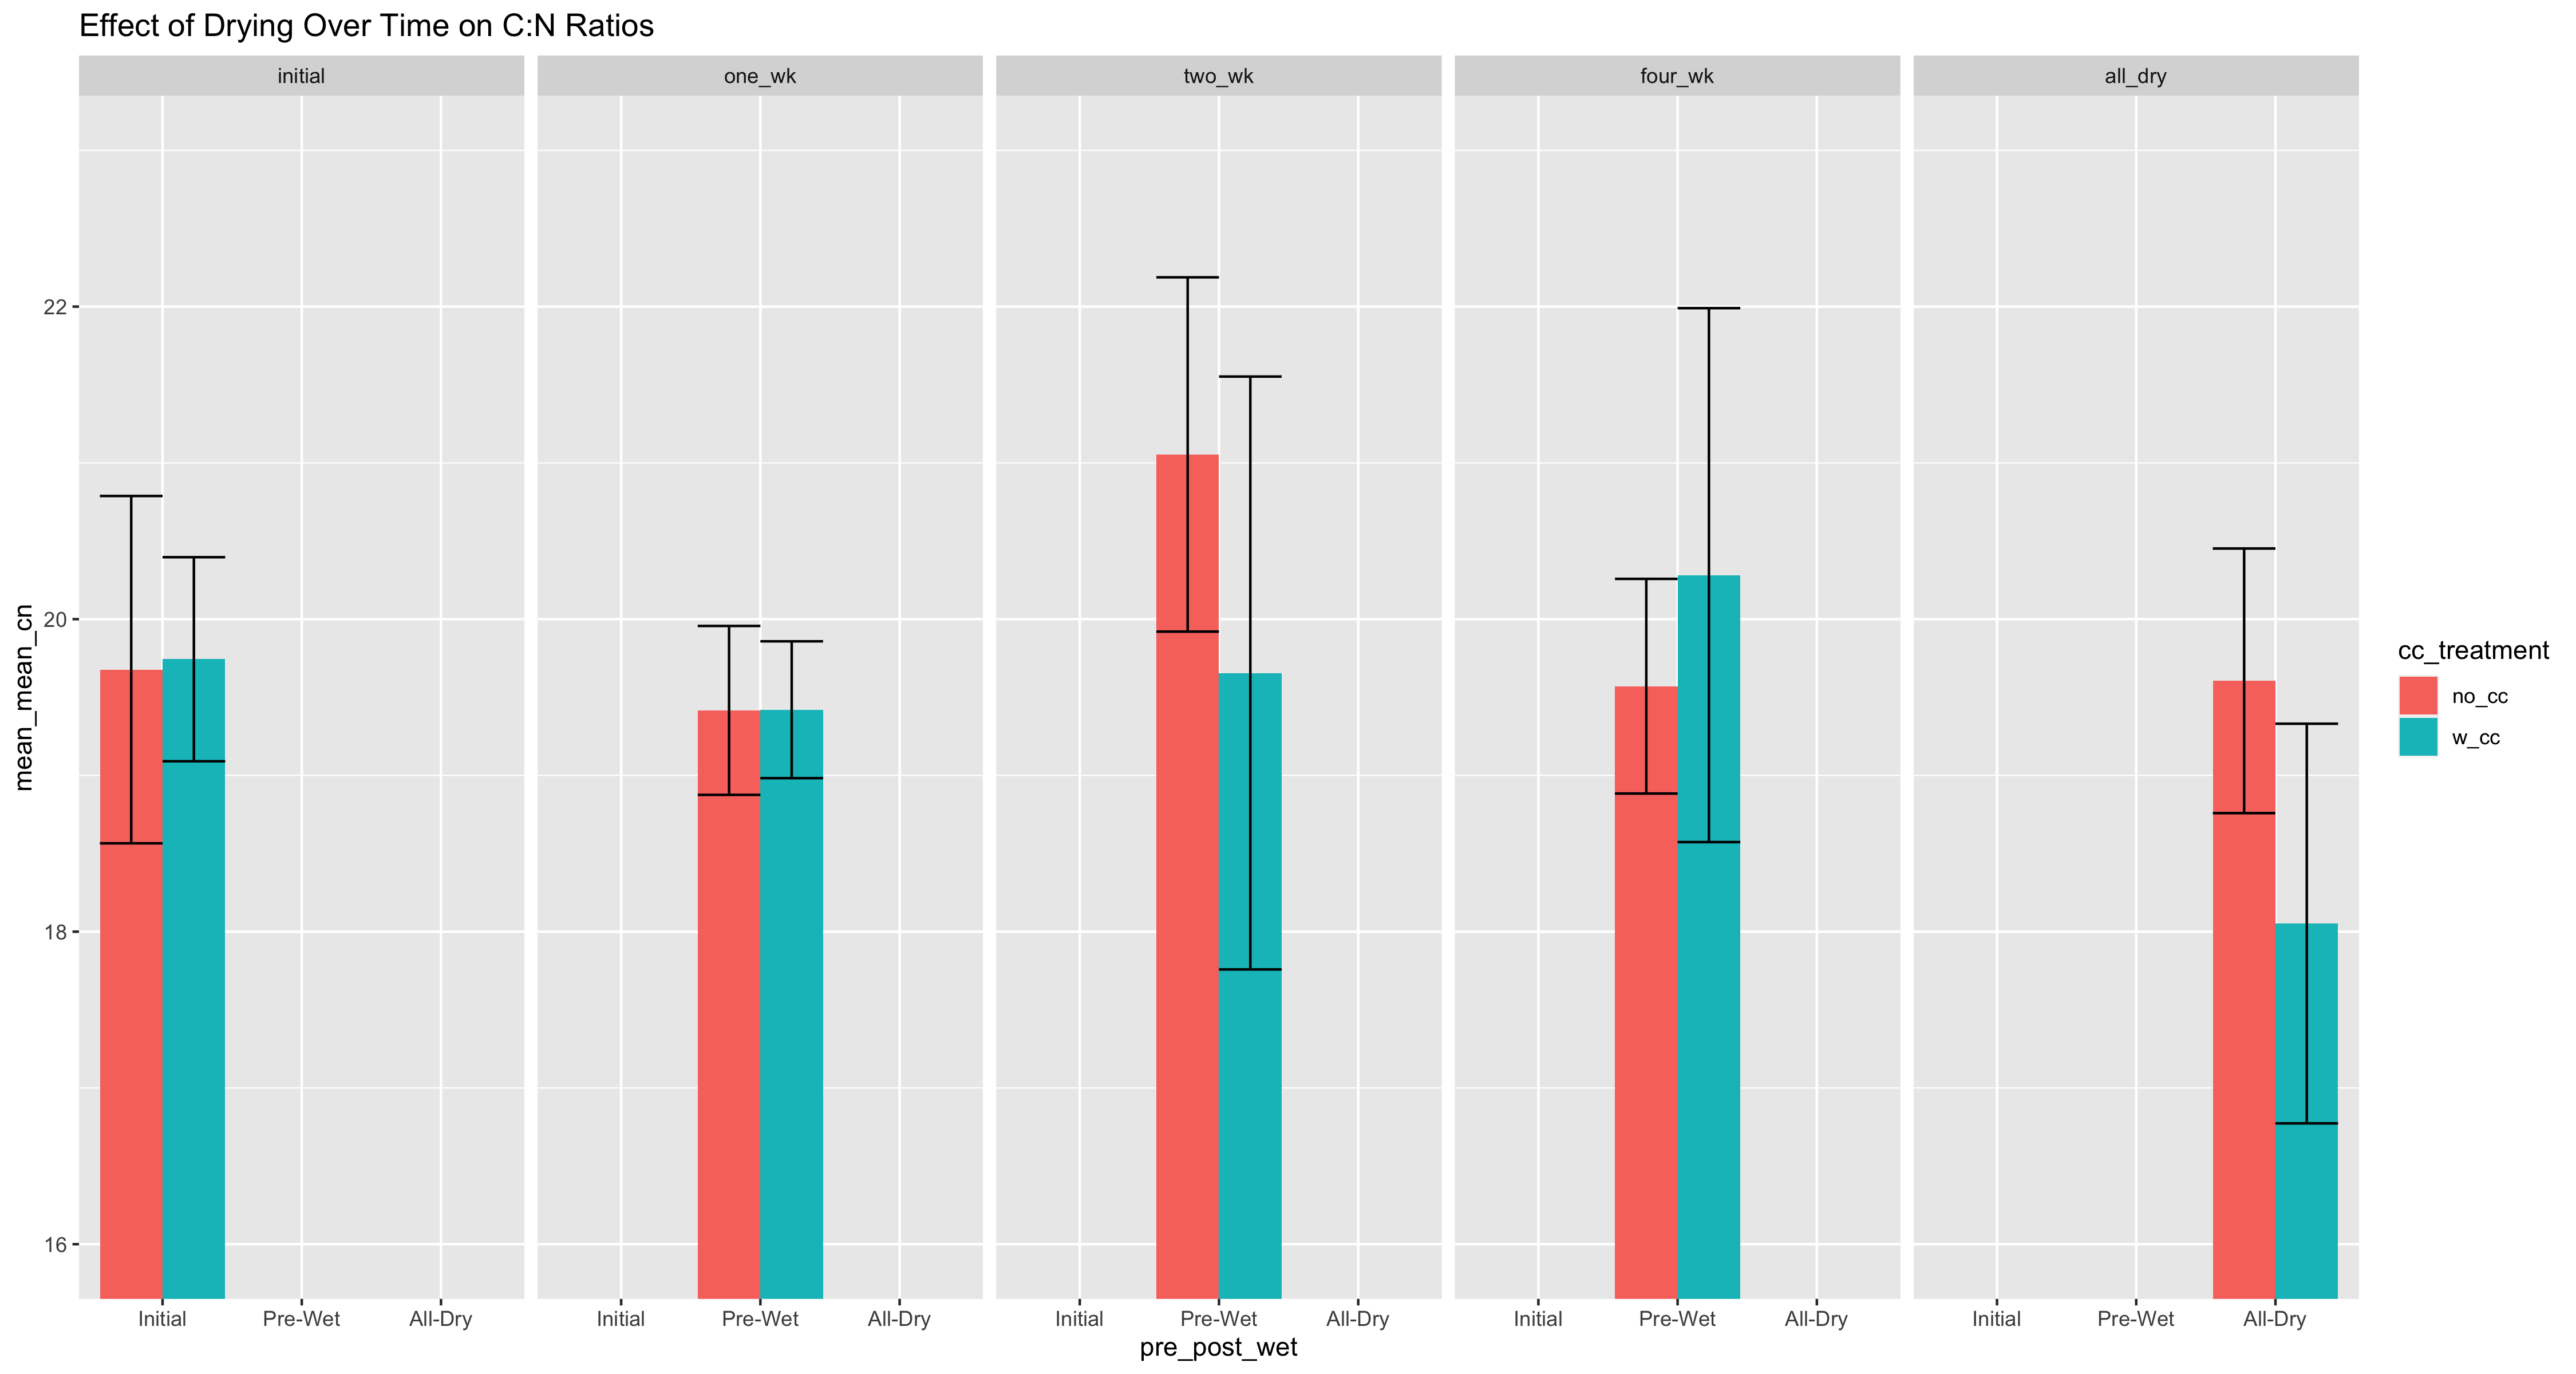 Effect of Drying Over Time on C:N Ratios
initial one_wk two_wk four_wk all_dry
22
20
18
16
mean_mean_cn
Initial Pre-Wet All-Dry Initial Pre-Wet All-Dry Initial Pre-Wet All-Dry Initial Pre-Wet All-Dry Initial Pre-Wet All-Dry
pre_post_wet
cc_treatment
no_cc
w_cc